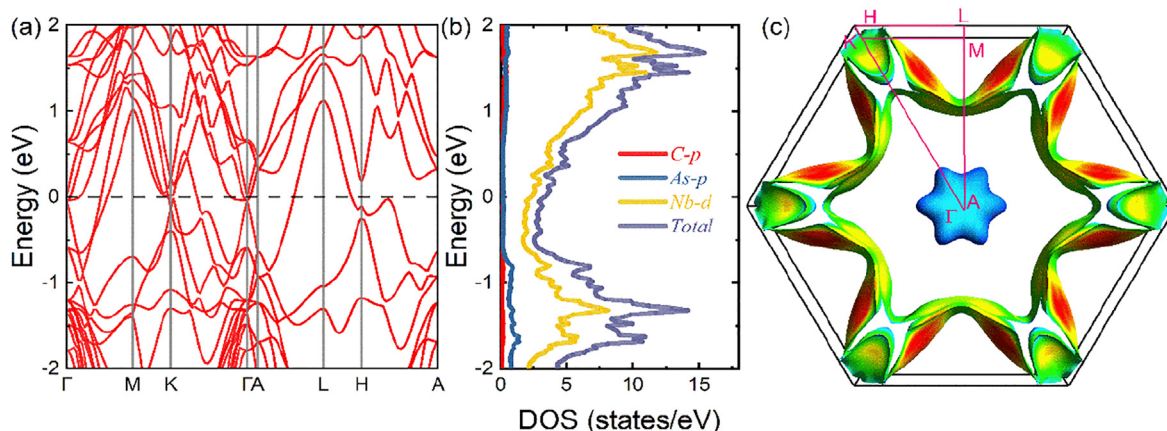 (a)
2
1
0
-1
-2
Energy (eV)
Γ M K Γ A L H A
(b)
2
1
0
-1
-2
Energy (eV)
C-p
As-p
Nb-d
Total
0 5 10 15
DOS (states/eV)
(c)
H L
K M
Γ A